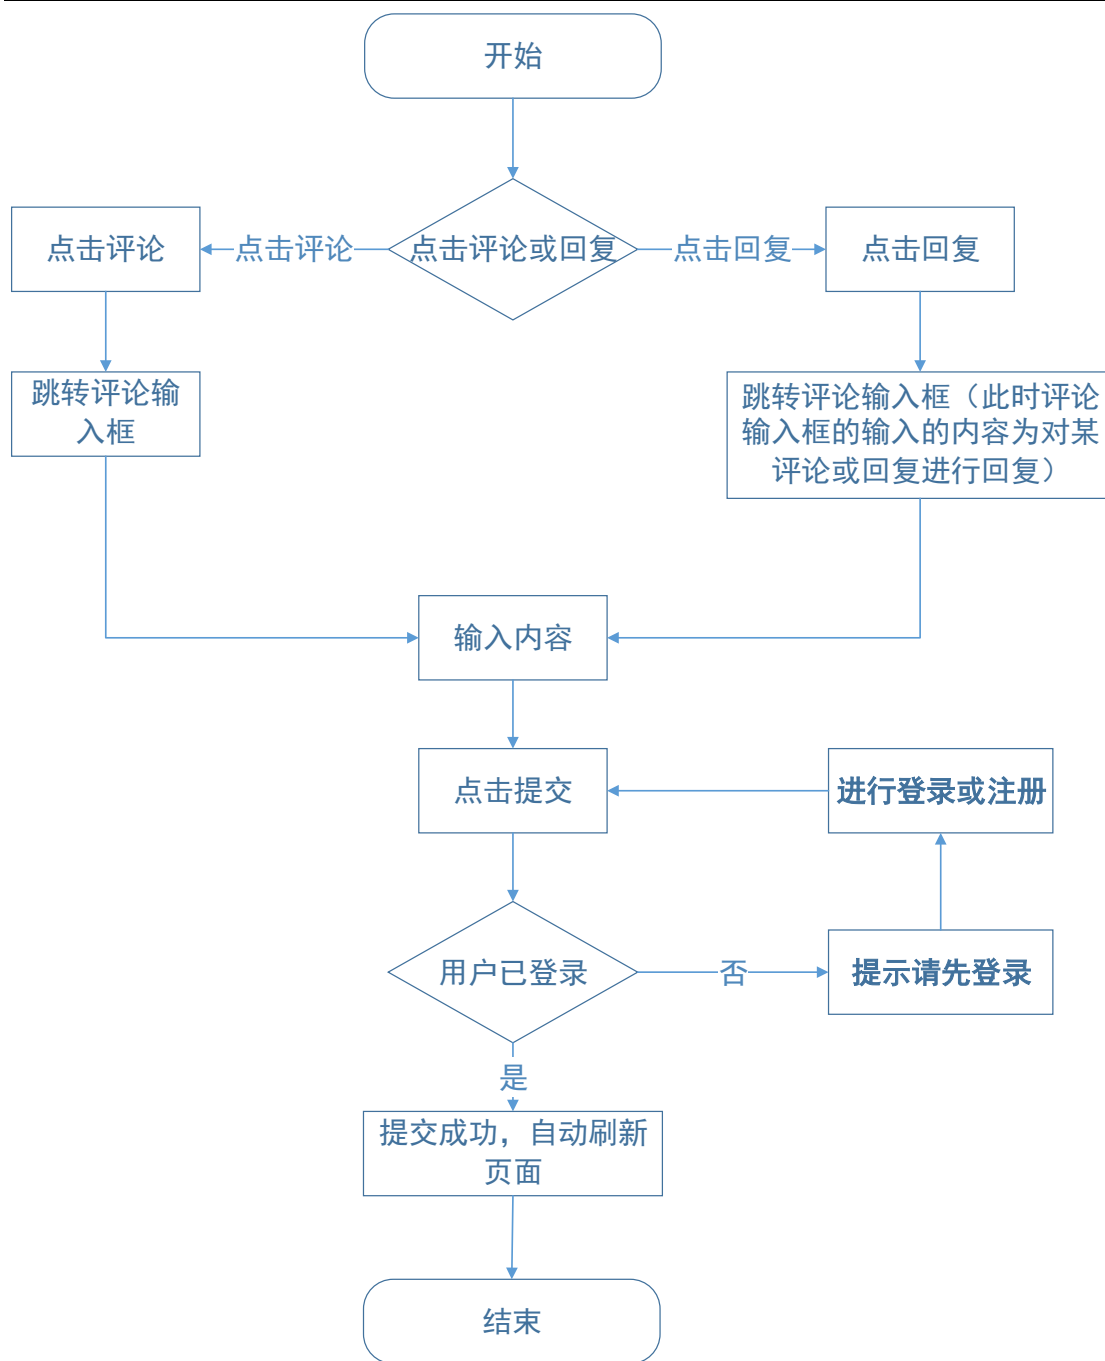 开始
点击评论
点击评论
点击评论或回复
点击回复
点击回复
跳转评论输
入框
跳转评论输入框（此时评论
输入框的输入的内容为对某
评论或回复进行回复）
输入内容
点击提交
进行登录或注册
用户已登录
否
提示请先登录
是
提交成功，自动刷新
页面
结束